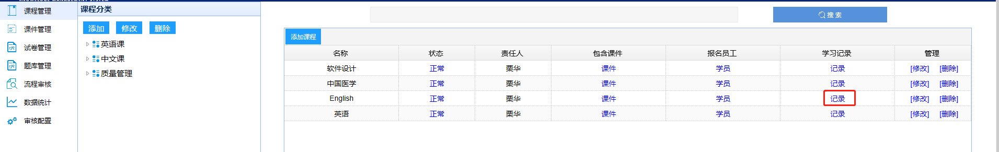 KNOWLEDGE MANAGEMENT SYSTEM
课程管理
课件管理
试卷管理
题库管理
流程审核
数据统计
审核配置
课程分类
添加 修改 删除
英语课
中文课
质量管理
搜 索
添加课程
名称 状态 责任人 包含课件 报名员工 学习记录 管理
软件设计 正常 栗华 课件 学员 记录 [修改] [删除]
中国医学 正常 栗华 课件 学员 记录 [修改] [删除]
English 正常 栗华 课件 学员 记录 [修改] [删除]
英语 正常 栗华 课件 学员 记录 [修改] [删除]